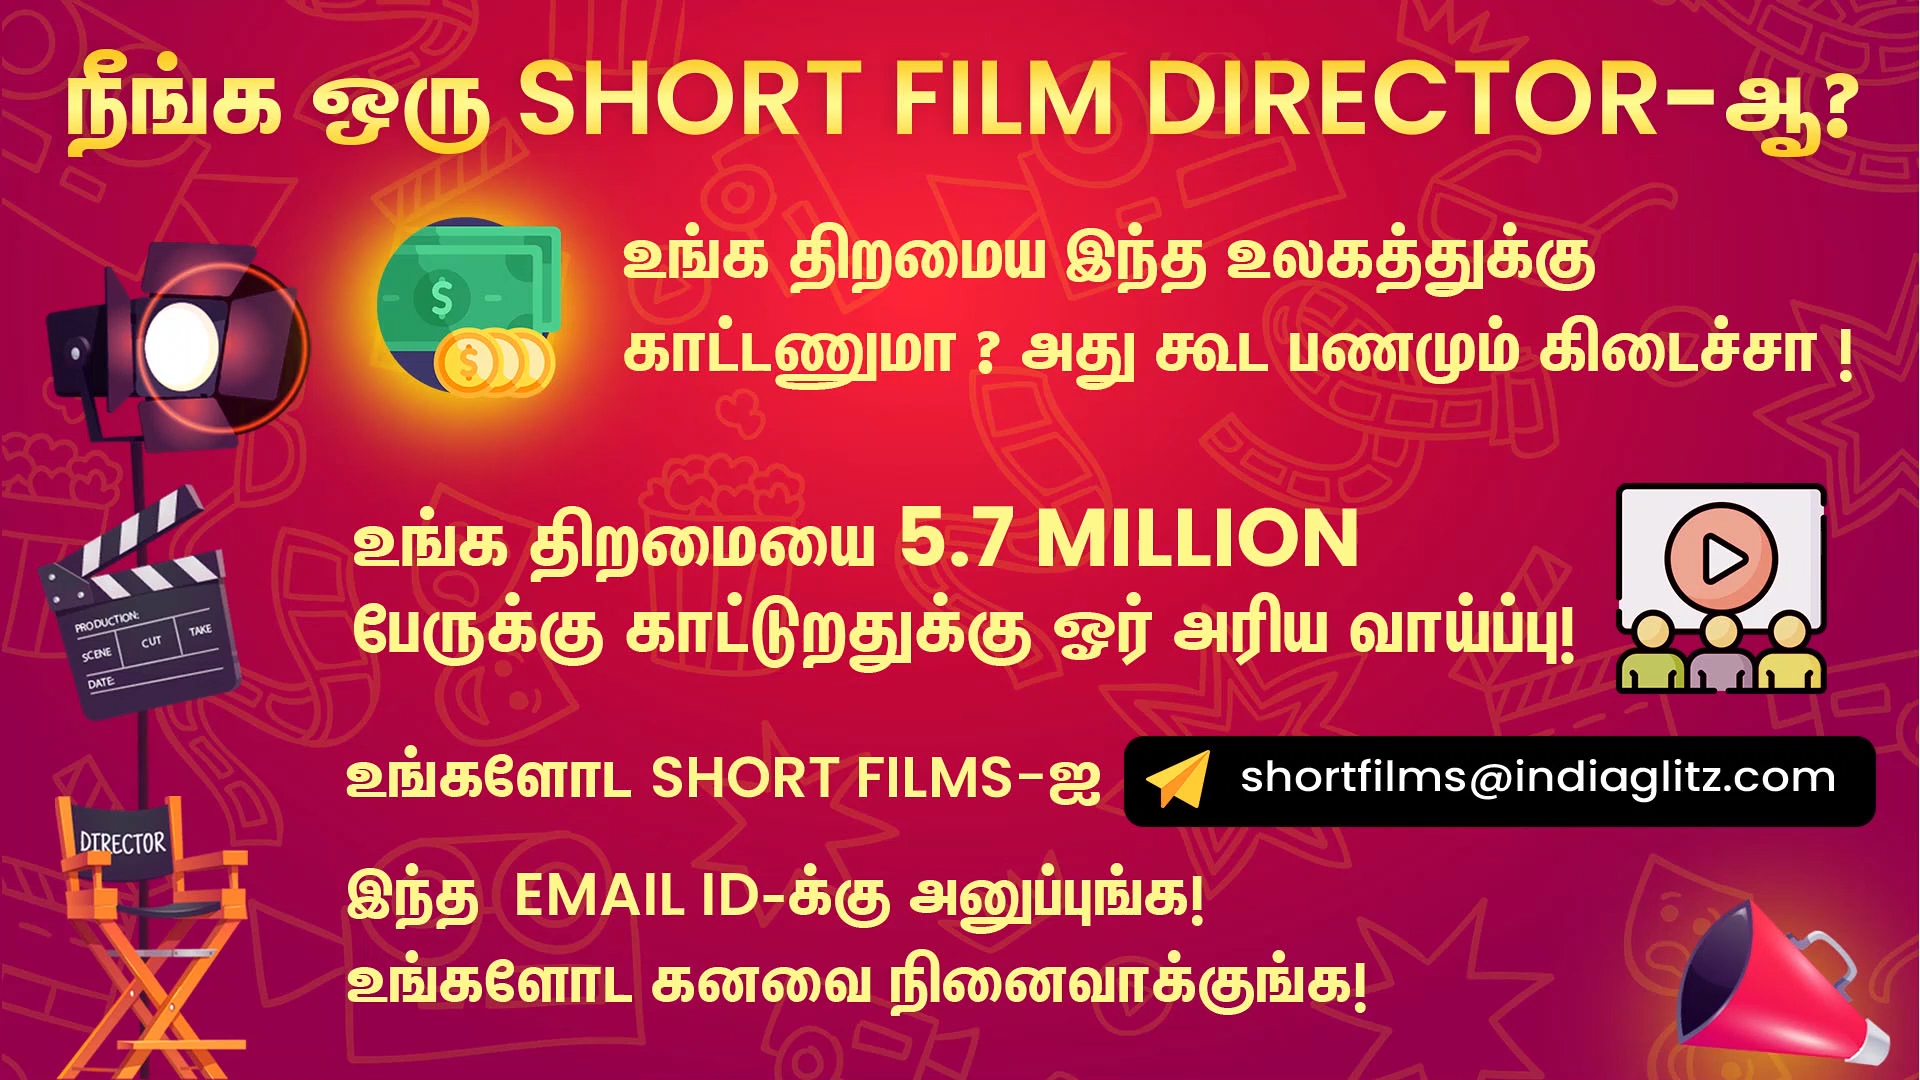 நீங்க ஒரு SHORT FILM DIRECTOR-ஆ?
உங்க திறமைய இந்த உலகத்துக்கு
காட்டணுமா ? அது கூட பணமும் கிடைச்சா !
உங்க திறமையை 5.7 MILLION
பேருக்கு காட்டுறதுக்கு ஓர் அரிய வாய்ப்பு!
PRODUCTION:
SCENE CUT TAKE
DATE:
உங்களோட SHORT FILMS-ஐ shortfilms@indiaglitz.com
DIRECTOR
இந்த EMAIL ID-க்கு அனுப்புங்க!
உங்களோட கனவை நினைவாக்குங்க!